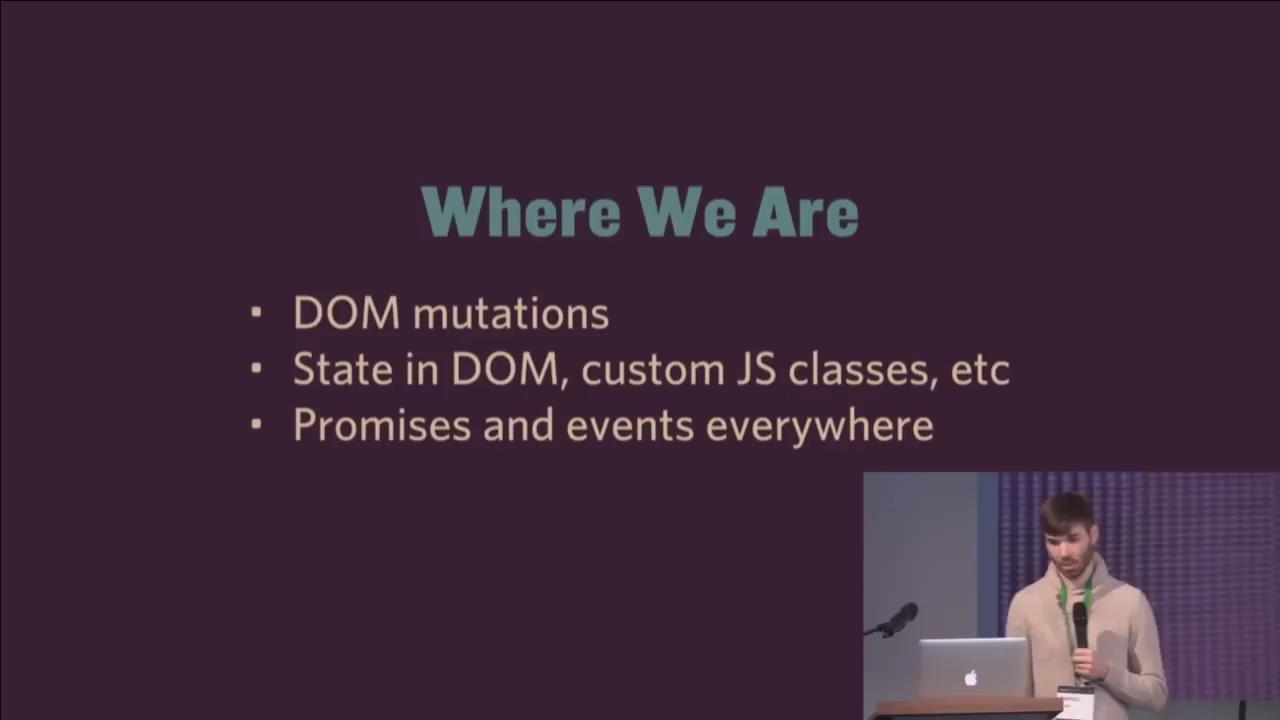 Where We Are
▪ DOM mutations
▪ State in DOM, custom JS classes, etc
▪ Promises and events everywhere